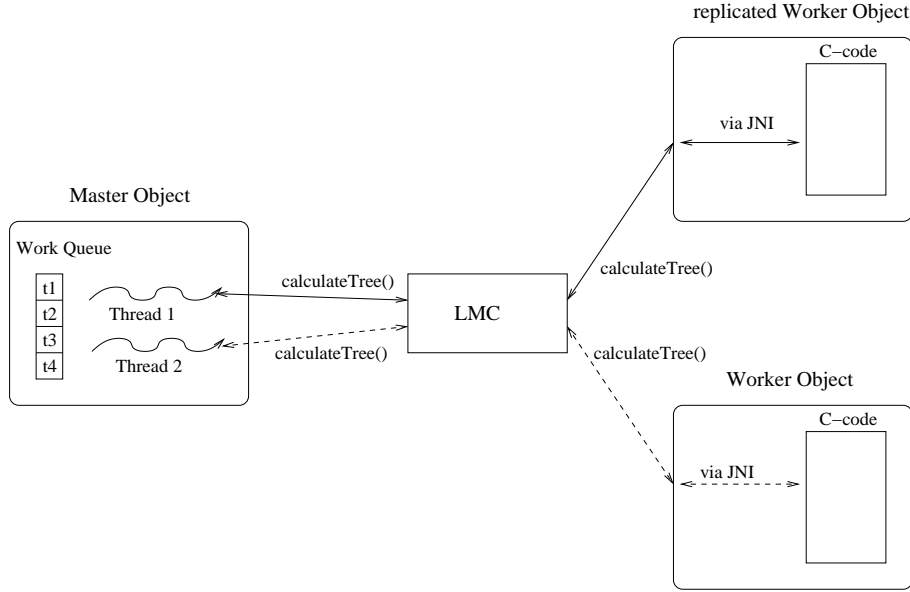 replicated Worker Object
C-code
via JNI
Master Object
Work Queue
t1
t2
t3
t4
Thread 1
Thread 2
calculateTree()
calculateTree()
LMC
calculateTree()
calculateTree()
Worker Object
C-code
via JNI